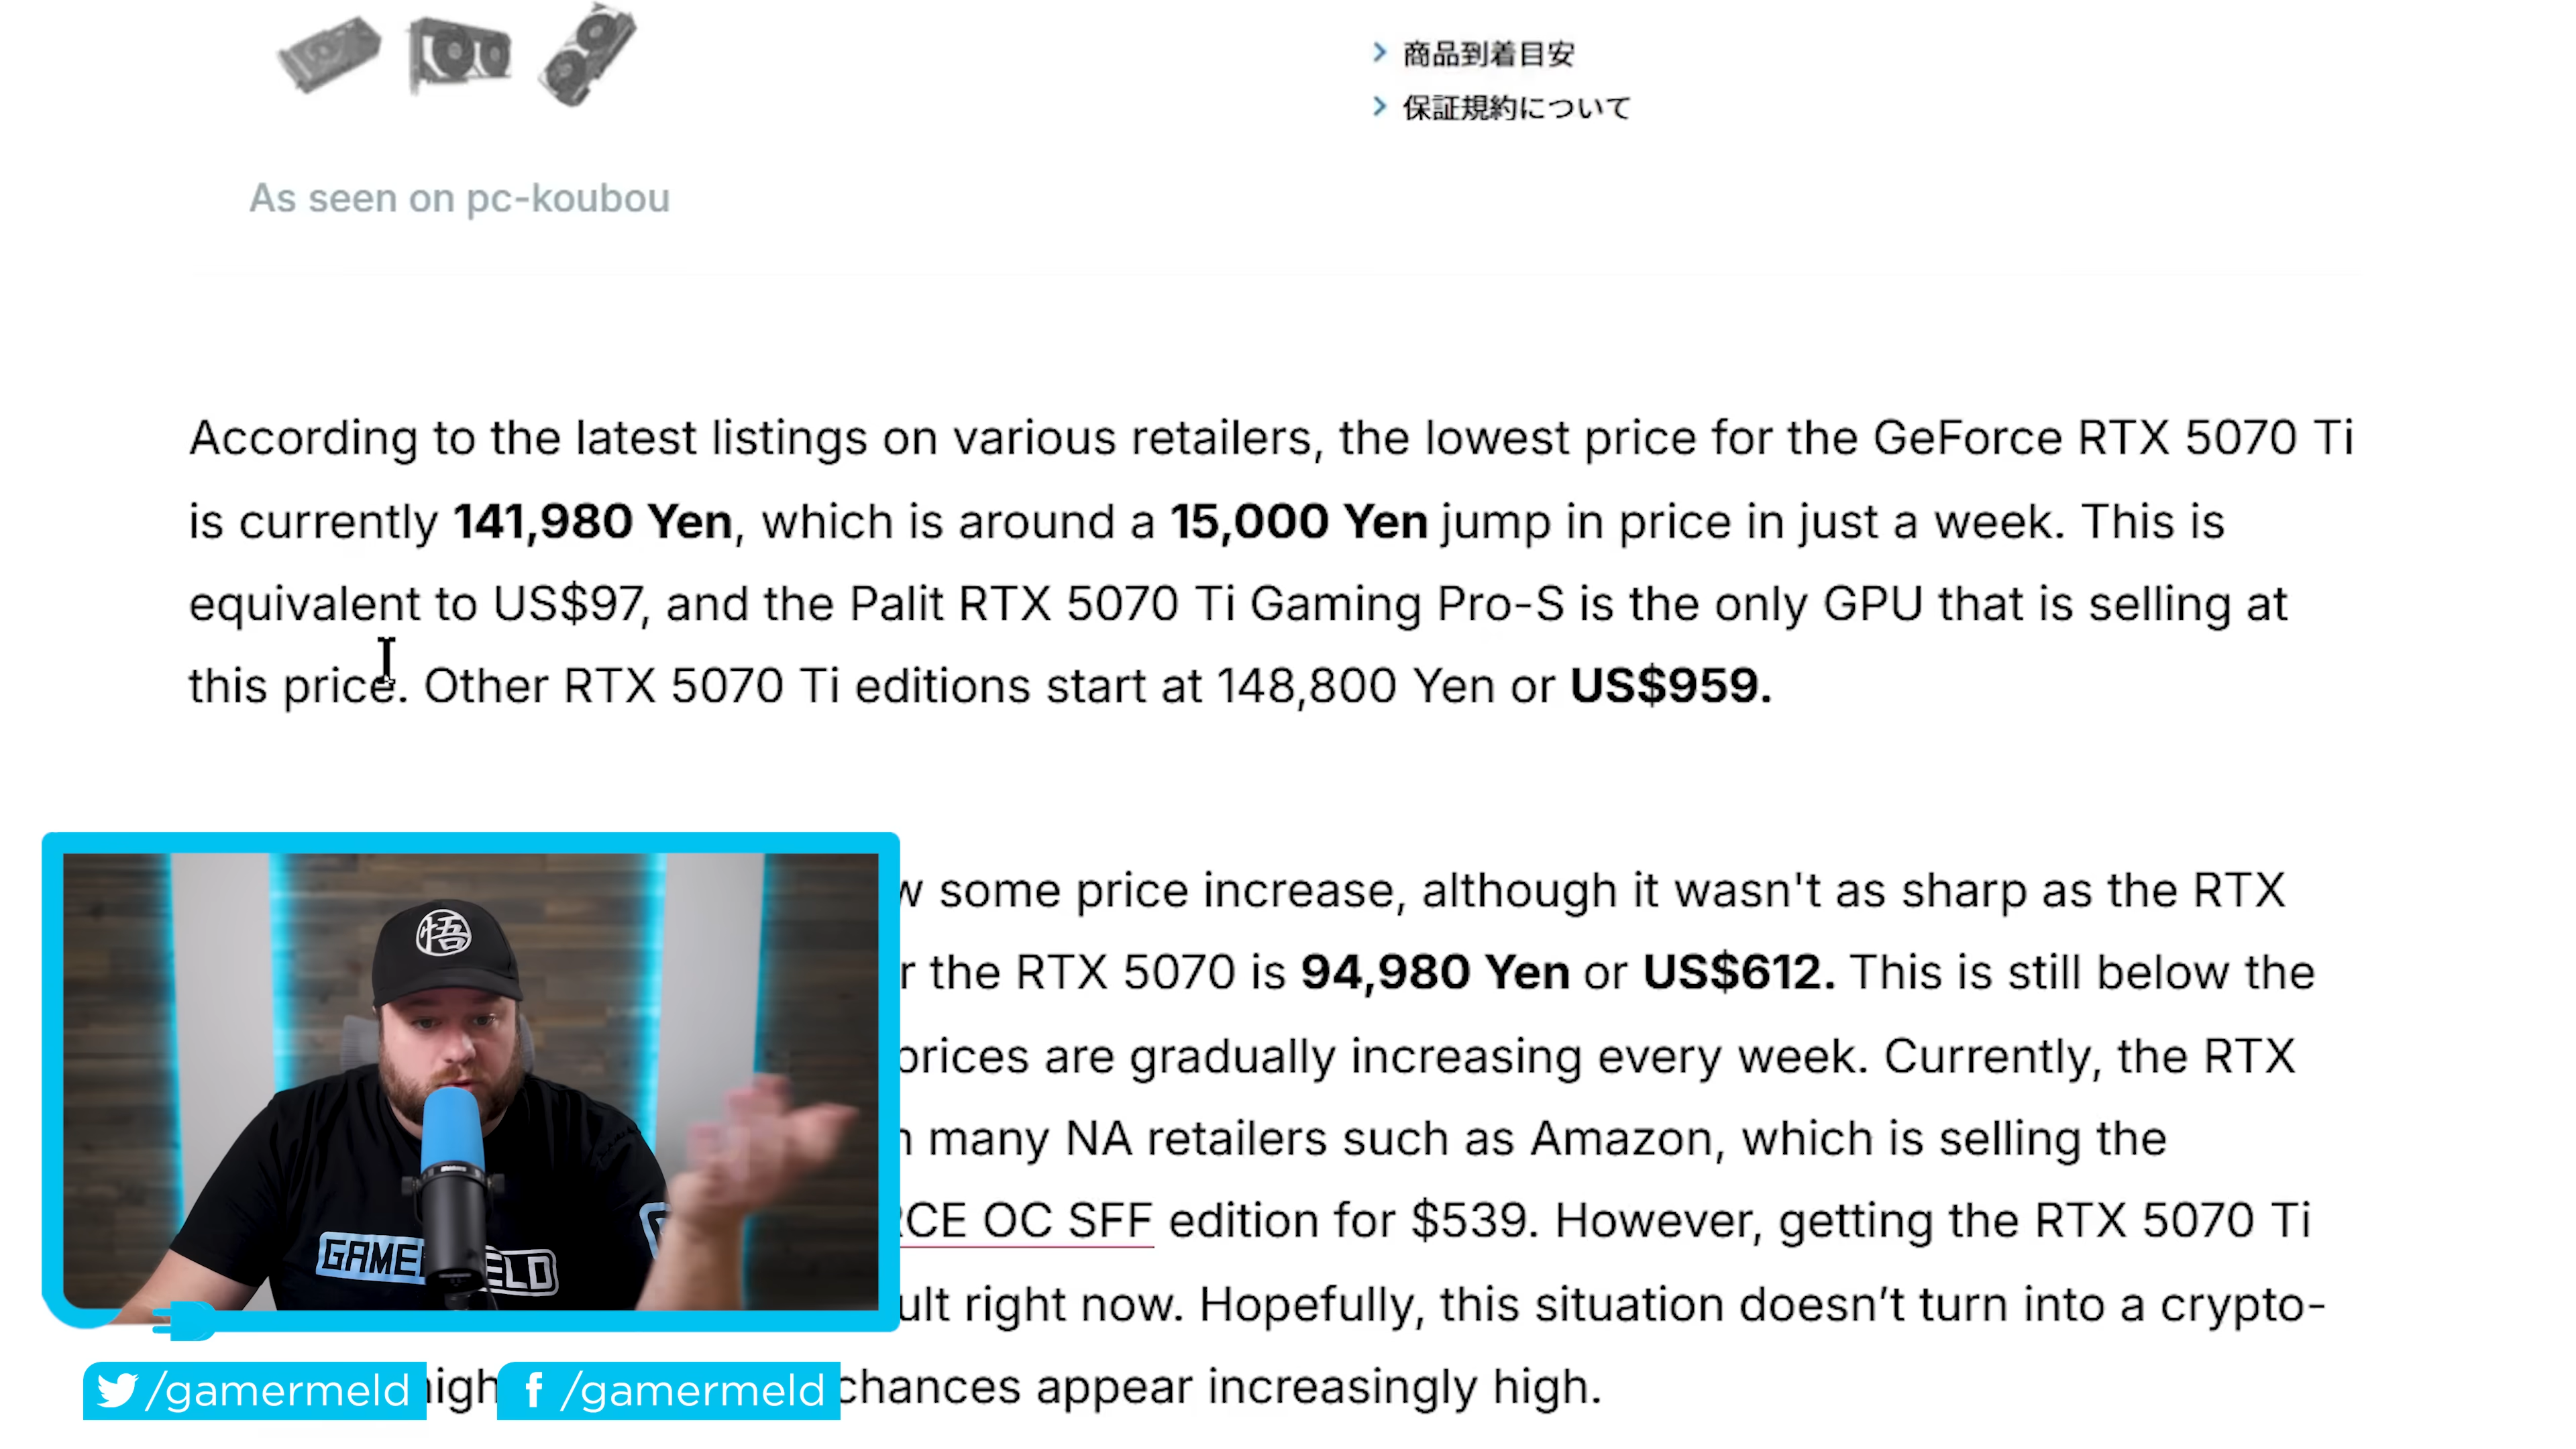 商品到着目安
保証規約について
As seen on pc-koubou
According to the latest listings on various retailers, the lowest price for the GeForce RTX 5070 Ti
is currently 141,980 Yen, which is around a 15,000 Yen jump in price in just a week. This is
equivalent to US$97, and the Palit RTX 5070 Ti Gaming Pro-S is the only GPU that is selling at
this price. Other RTX 5070 Ti editions start at 148,800 Yen or US$959.
some price increase, although it wasn't as sharp as the RTX
the RTX 5070 is 94,980 Yen or US$612. This is still below the
prices are gradually increasing every week. Currently, the RTX
many NA retailers such as Amazon, which is selling the
OC SFF edition for $539. However, getting the RTX 5070 Ti
right now. Hopefully, this situation doesn’t turn into a crypto-
chances appear increasingly high.
悟
/gamermeld
/gamermeld